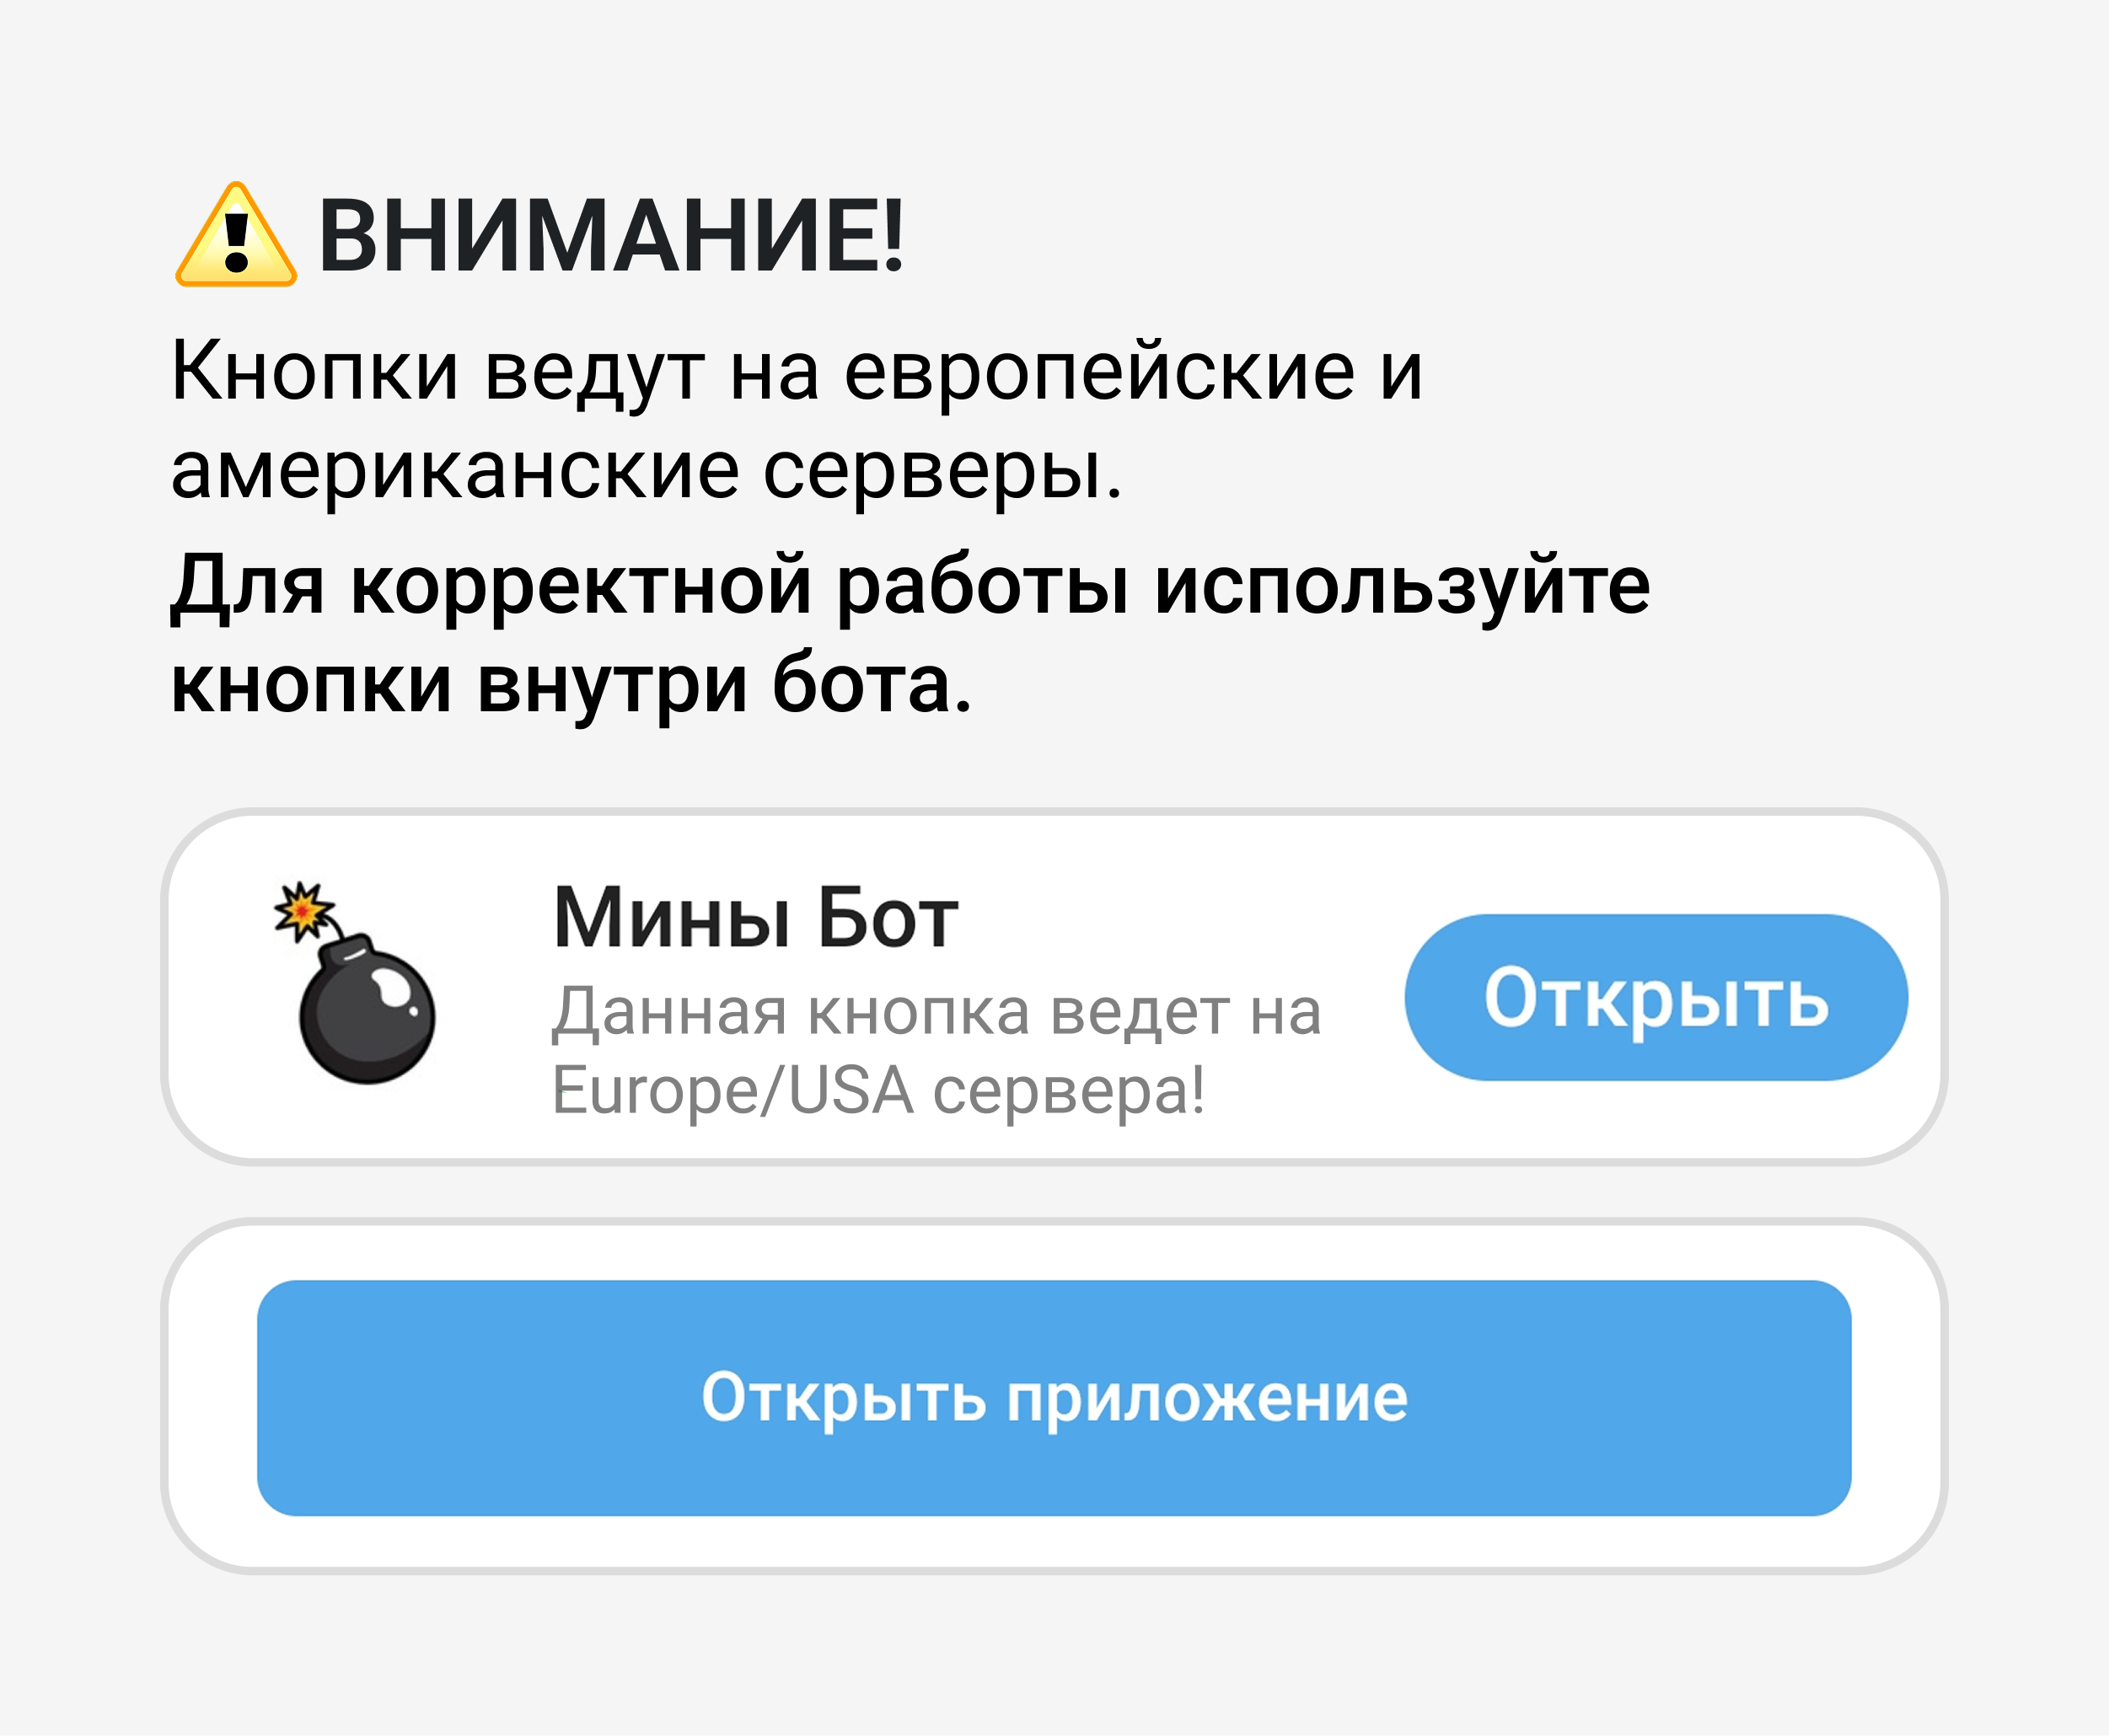 ВНИМАНИЕ!
Кнопки ведут на европейские и
американские серверы.
Для корректной работы используйте
кнопки внутри бота.
Мины Бот
Данная кнопка ведет на
Europe/USA сервера!
Открыть
Открыть приложение